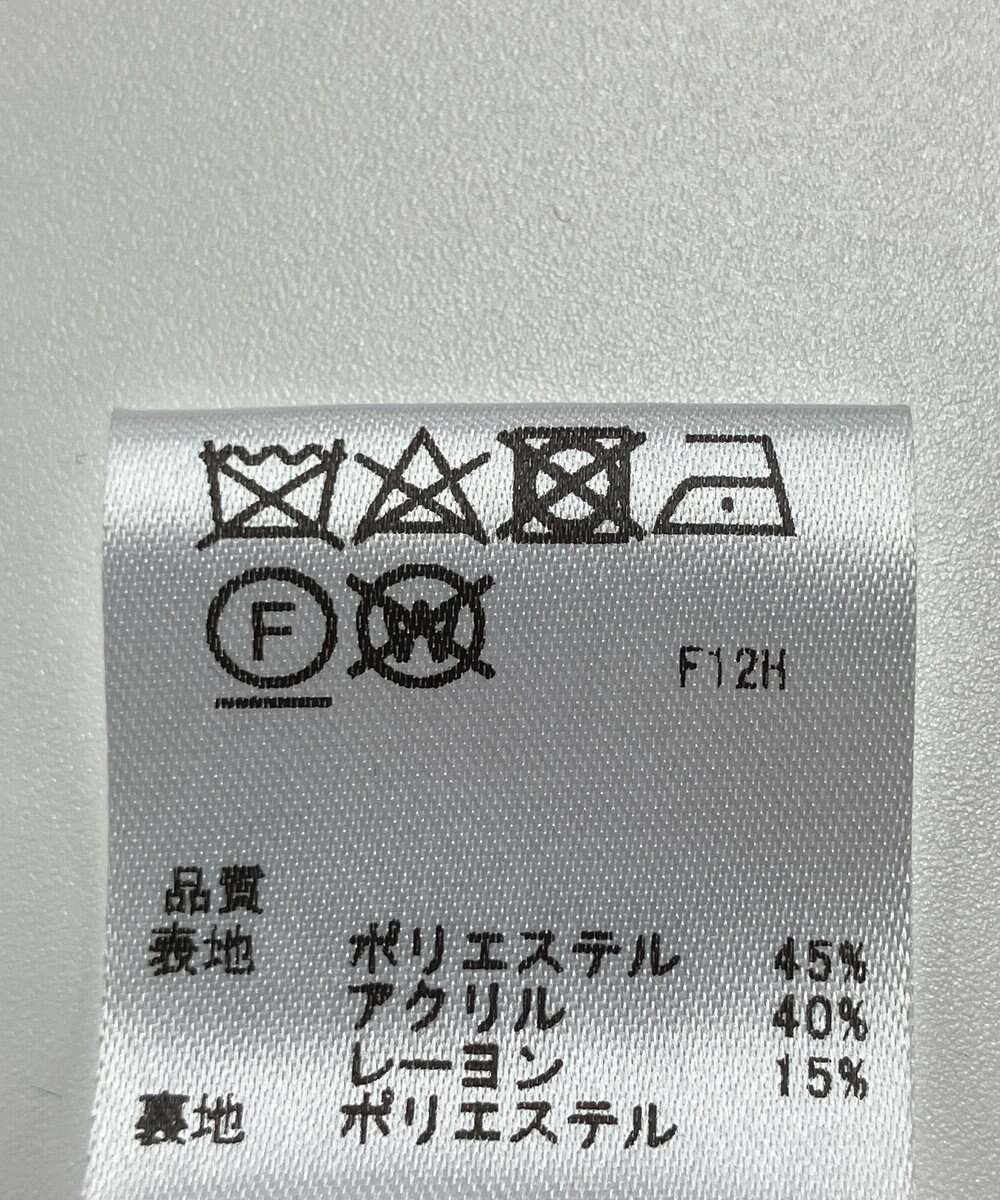 F W F12H
品質
表地 ポリエステル 45%
アクリル 40%
レーヨン 15%
裏地 ポリエステル